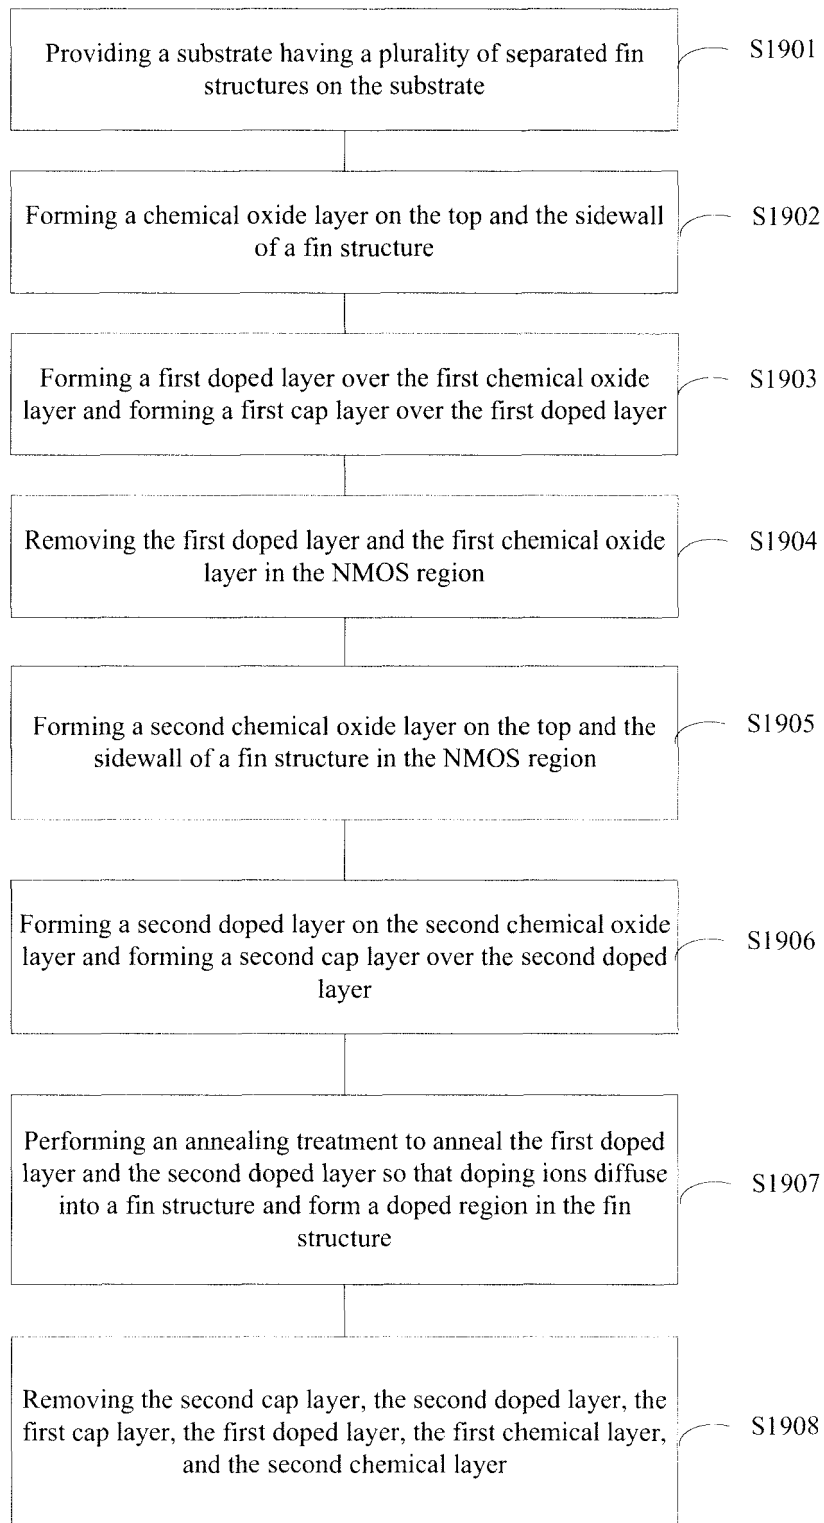 Providing a substrate having a plurality of separated fin
structures on the substrate
S1901
Forming a chemical oxide layer on the top and the sidewall
of a fin structure
S1902
Forming a first doped layer over the first chemical oxide
layer and forming a first cap layer over the first doped layer
S1903
Removing the first doped layer and the first chemical oxide
layer in the NMOS region
S1904
Forming a second chemical oxide layer on the top and the
sidewall of a fin structure in the NMOS region
S1905
Forming a second doped layer on the second chemical oxide
layer and forming a second cap layer over the second doped
layer
S1906
Performing an annealing treatment to anneal the first doped
layer and the second doped layer so that doping ions diffuse
into a fin structure and form a doped region in the fin
structure
S1907
Removing the second cap layer, the second doped layer, the
first cap layer, the first doped layer, the first chemical layer,
and the second chemical layer
S1908